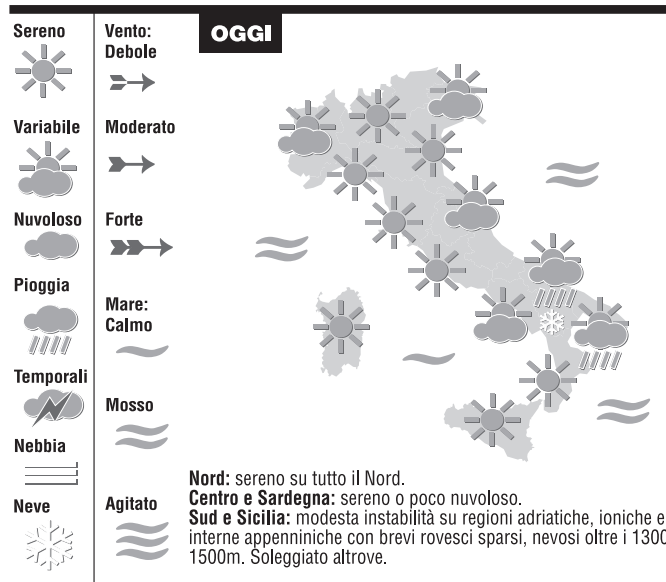 Sereno
Variabile
Nuvoloso
Pioggia
Temporali
Nebbia
Neve
Vento:
Debole
Moderato
Forte
Mare:
Calmo
Mosso
Agitato
OGGI
Nord: sereno su tutto il Nord.
Centro e Sardegna: sereno o poco nuvoloso.
Sud e Sicilia: modesta instabilità su regioni adriatiche, ioniche e
interne appenniniche con brevi rovesci sparsi, nevosi oltre i 1300
1500m. Soleggiato altrove.